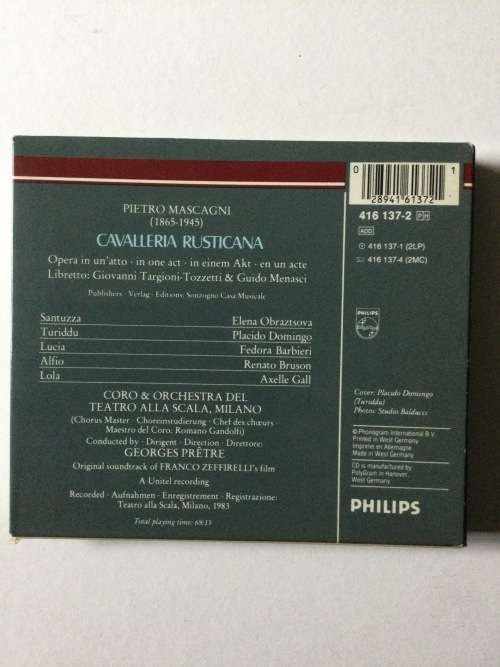 PIETRO MASCAGNI
(1865-1945)
CAVALLERIA RUSTICANA
Opera in un'atto · in one act · in einem Akt · en un acte
Libretto: Giovanni Targioni-Tozzetti & Guido Menasci
Publishers · Verlag · Editions: Sonzogno Casa Musicale
Santuzza Elena Obraztsova
Turiddu Placido Domingo
Lucia Fedora Barbieri
Alfio Renato Bruson
Lola Axelle Gall
CORO & ORCHESTRA DEL
TEATRO ALLA SCALA, MILANO
(Chorus Master · Choreinstudierung · Chef des chœurs
Maestro del Coro: Romano Gandolfi)
Conducted by · Dirigent · Direction · Direttore:
GEORGES PRÊTRE
Original soundtrack of FRANCO ZEFFIRELLI's film
A Unitel recording
Recorded · Aufnahmen · Enregistrement · Registrazione:
Teatro alla Scala, Milano, 1983
Total playing time: 69:13
0 1
28941 61372
416 137-2 PH
ADD
416 137-1 (2LP)
416 137-4 (2MC)
PHILIPS
Cover: Placido Domingo
(Turiddu)
Photos: Studio Balducci
© Phonogram International B.V.
Printed in West Germany
Imprimé en Allemagne
Made in West Germany
CD is manufactured by
PolyGram in Hanover,
West Germany.
PHILIPS